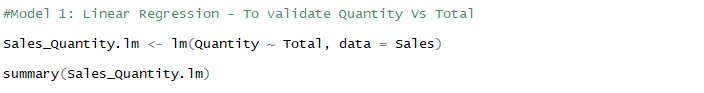 #Model 1: Linear Regression - To validate Quantity Vs Total
Sales_Quantity.lm <- lm(Quantity ~ Total, data = Sales)
summary(Sales_Quantity.lm)